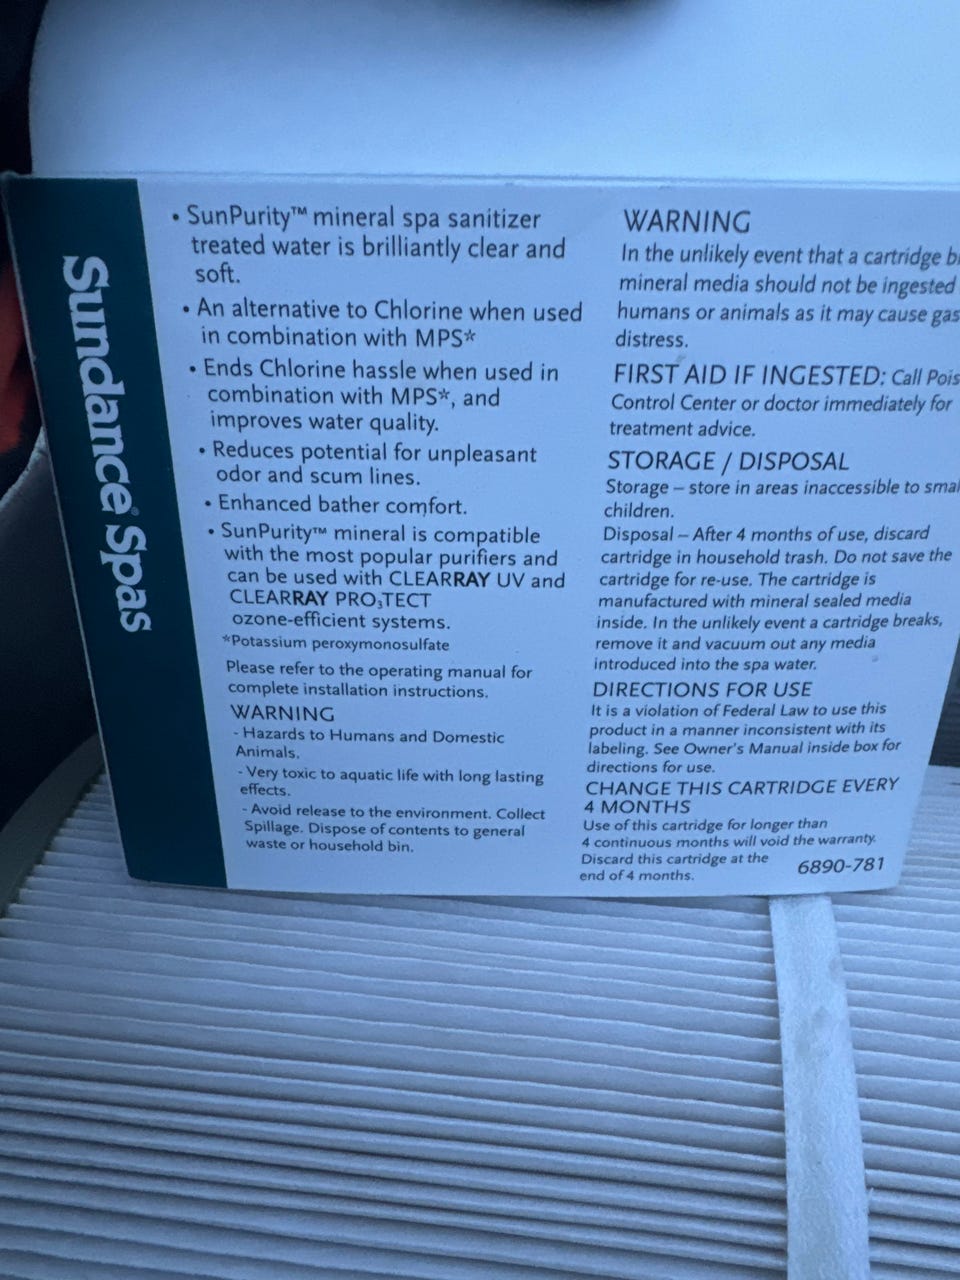 Sundance® Spas
• SunPurity™ mineral spa sanitizer
treated water is brilliantly clear and
soft.
• An alternative to Chlorine when used
in combination with MPS*
• Ends Chlorine hassle when used in
combination with MPS*, and
improves water quality.
• Reduces potential for unpleasant
odor and scum lines.
• Enhanced bather comfort.
• SunPurity™ mineral is compatible
with the most popular purifiers and
can be used with CLEARRAY UV and
CLEARRAY PRO₃TECT
ozone-efficient systems.
*Potassium peroxymonosulfate
Please refer to the operating manual for
complete installation instructions.
WARNING
- Hazards to Humans and Domestic
Animals.
- Very toxic to aquatic life with long lasting
effects.
- Avoid release to the environment. Collect
Spillage. Dispose of contents to general
waste or household bin.
WARNING
In the unlikely event that a cartridge
mineral media should not be ingested
humans or animals as it may cause
distress.
FIRST AID IF INGESTED: Call
Control Center or doctor immediately for
treatment advice.
STORAGE / DISPOSAL
Storage – store in areas inaccessible to
children.
Disposal – After 4 months of use, discard
cartridge in household trash. Do not save the
cartridge for re-use. The cartridge is
manufactured with mineral sealed media
inside. In the unlikely event a cartridge breaks,
remove it and vacuum out any media
introduced into the spa water.
DIRECTIONS FOR USE
It is a violation of Federal Law to use this
product in a manner inconsistent with its
labeling. See Owner's Manual inside box for
directions for use.
CHANGE THIS CARTRIDGE EVERY
4 MONTHS
Use of this cartridge for longer than
4 continuous months will void the warranty.
Discard this cartridge at the
end of 4 months.
6890-781